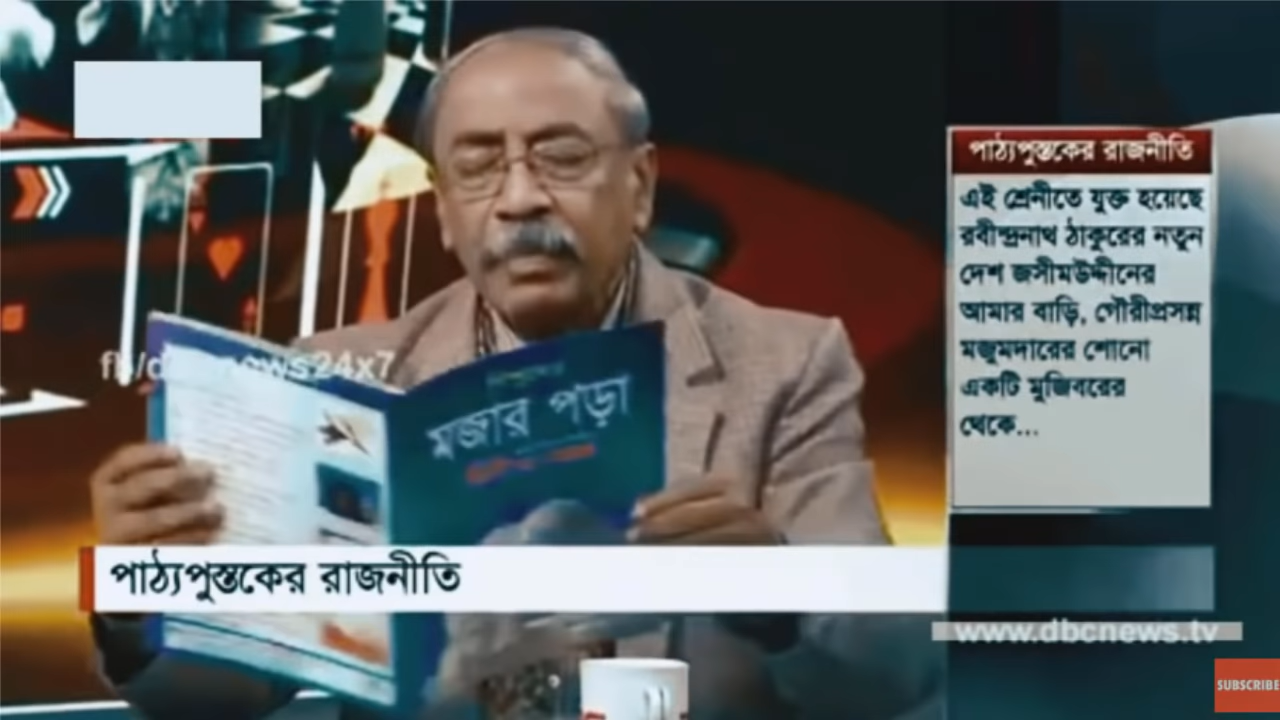 পাঠ্যপুস্তকের রাজনীতি
এই শ্রেনীতে যুক্ত হয়েছে
রবীন্দ্রনাথ ঠাকুরের নতুন
দেশ জসীমউদ্দীনের
আমার বাড়ি, গৌরীপ্রসন্ন
মজুমদারের শোনো
একটি মুজিবরের
থেকে...
news24x7
মজার পড়া
পাঠ্যপুস্তকের রাজনীতি
www.dbcnews.tv
SUBSCRIBE